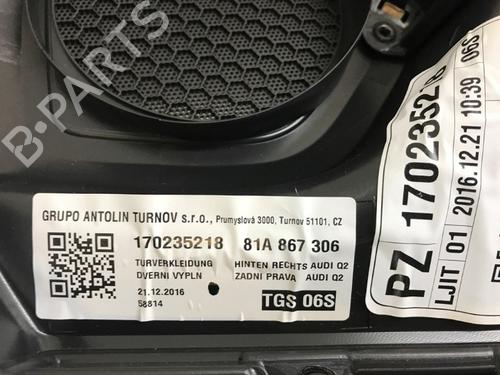 GRUPO ANTOLIN TURNOV s.r.o., Prumyslová 3000, Turnov 51101, CZ
170235218 81A 867 306
TURVERKLEIDUNG HINTEN RECHTS AUDI Q2
DVERNI VYPLN ZADNI PRAVA AUDI Q2
21.12.2016 TGS 06S
58814
PZ 170235218
LJIT 01 2016.12.21 10:39 06S
B-PARTS